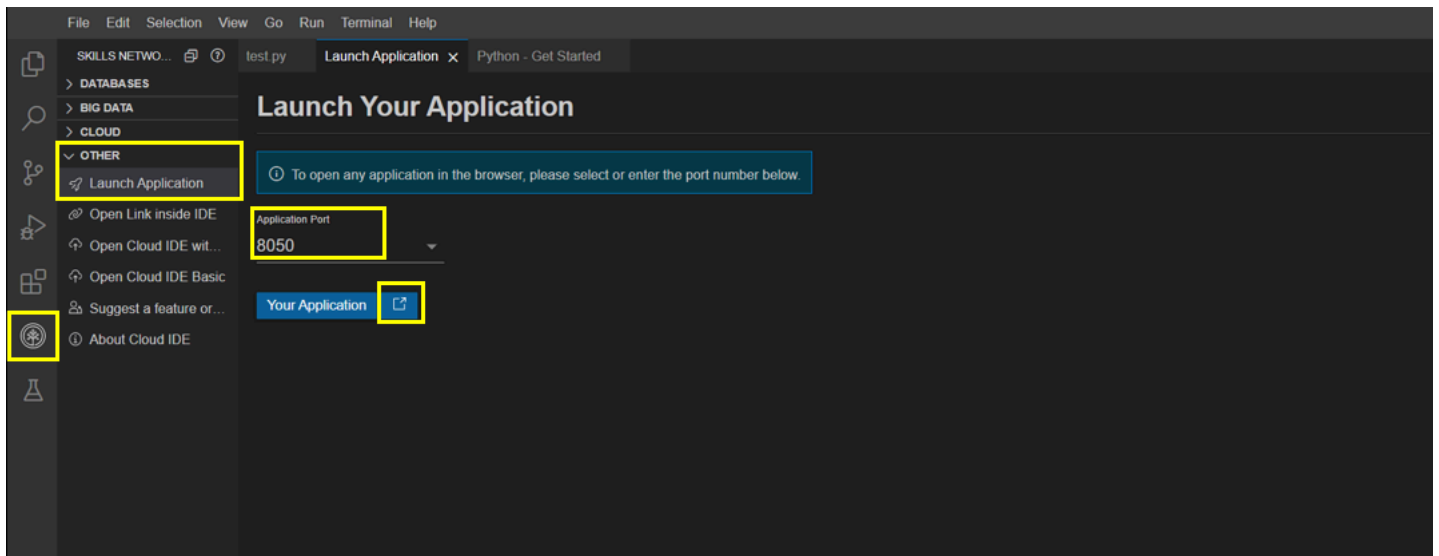 File Edit Selection View Go Run Terminal Help
SKILLS NETWO...
test.py Launch Application Python - Get Started
> DATABASES
> BIG DATA
> CLOUD
OTHER
Launch Application
Open Link inside IDE
Open Cloud IDE wit...
Open Cloud IDE Basic
Suggest a feature or...
About Cloud IDE
Launch Your Application
To open any application in the browser, please select or enter the port number below.
Application Port
8050
Your Application